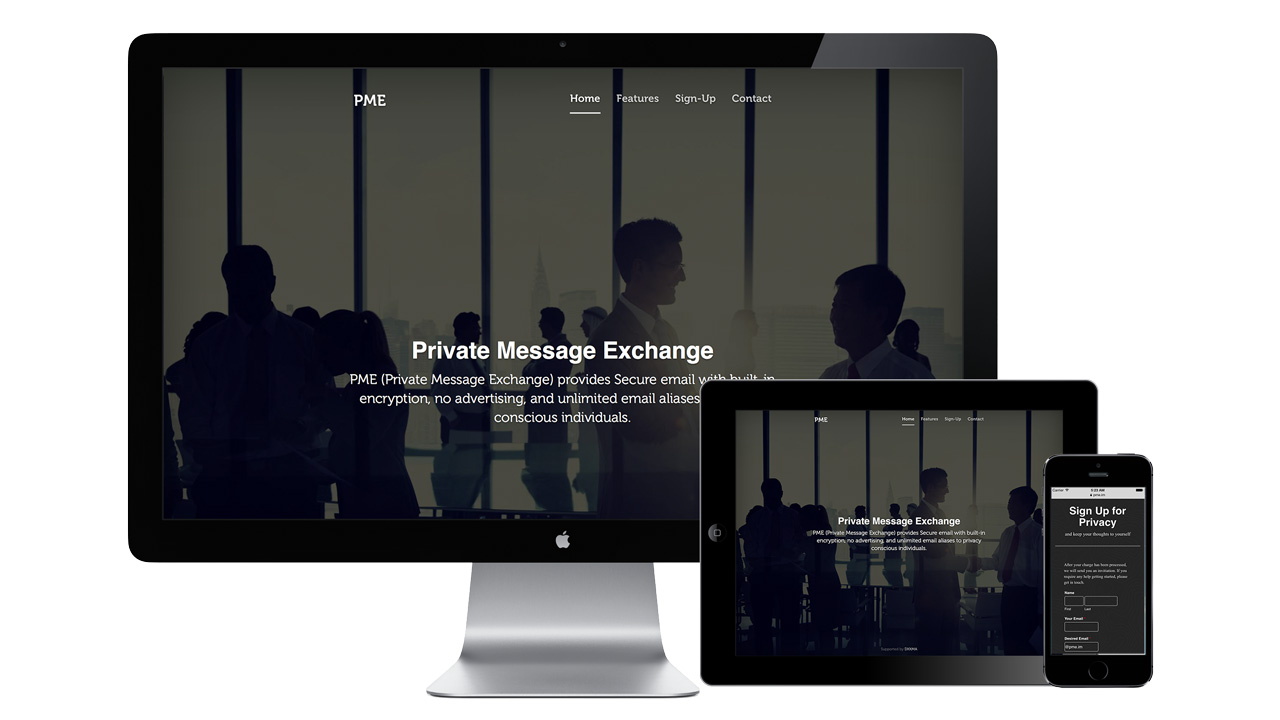 PME
Home Features Sign-Up Contact
Private Message Exchange
PME (Private Message Exchange) provides Secure email with built-in
encryption, no advertising, and unlimited email aliases
conscious individuals.
PME
Home Features Sign-Up Contact
Private Message Exchange
PME (Private Message Exchange) provides Secure email with built-in
encryption, no advertising, and unlimited email aliases to privacy
conscious individuals.
Supported by
Carrier 5:23 AM
pme.im
Sign Up for
Privacy
and keep your thoughts to yourself
After your charge has been processed,
we will send you an invitation. If you
require any help getting started, please
get in touch.
Name
First Last
Your Email
Desired Email
@pme.im